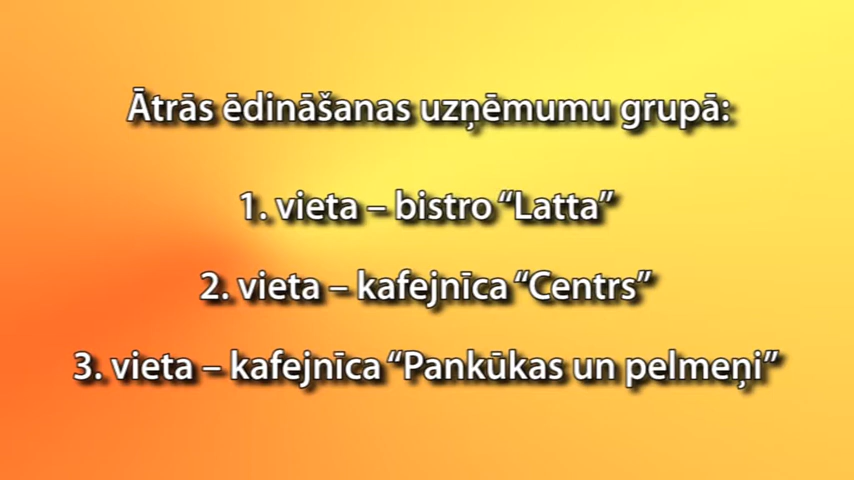 Ātrās ēdināšanas uzņēmumu grupā:
1. vieta – bistro “Latta”
2. vieta – kafejnīca “Centrs”
3. vieta – kafejnīca “Pankūkas un pelmeņi”